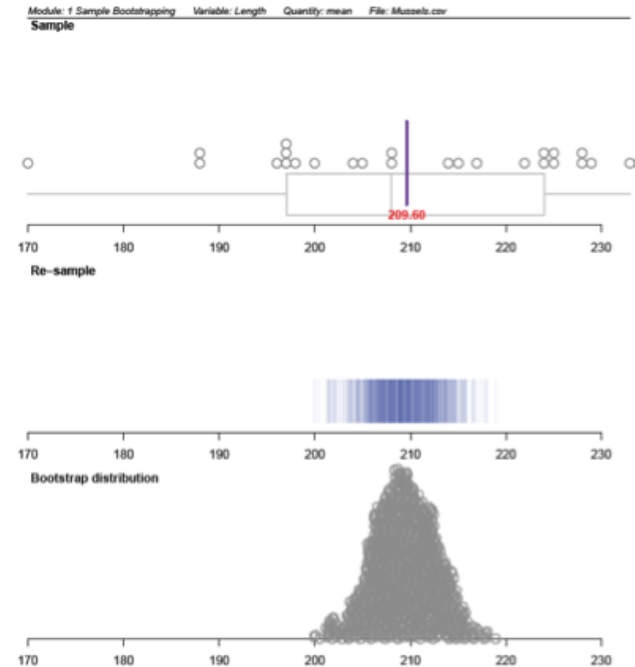 Module: 1 Sample Bootstrapping Variable: Length Quantity: mean File: Mussels.csv
Sample
209.60
170 180 190 200 210 220 230
Re-sample
170 180 190 200 210 220 230
Bootstrap distribution
170 180 190 200 210 220 230